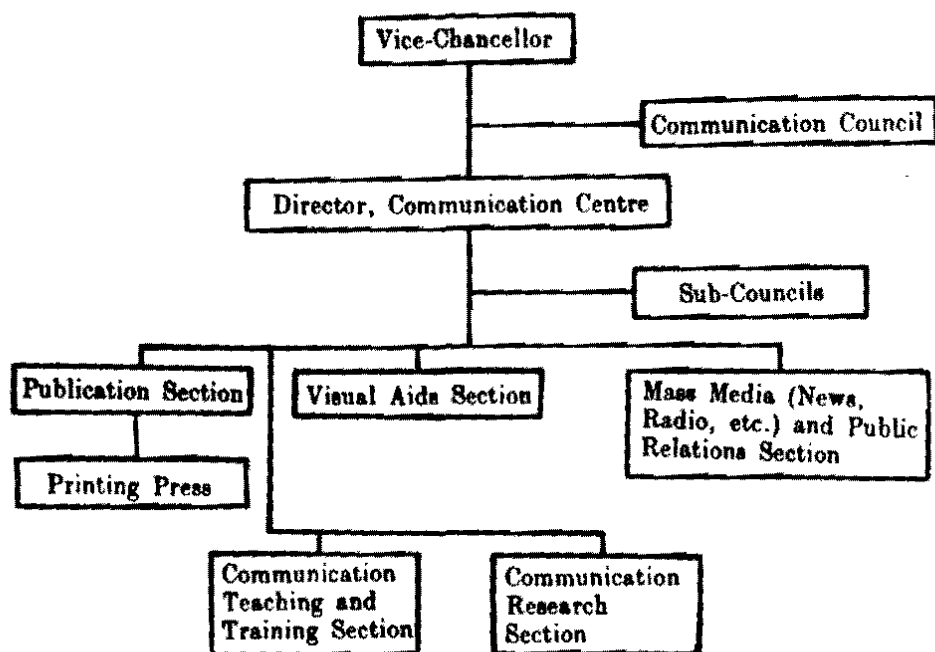 Vice-Chancellor
Communication Council
Director, Communication Centre
Sub-Councils
Publication Section
Visual Aids Section
Mass Media (News,
Radio, etc.) and Public
Relations Section
Printing Press
Communication
Teaching and
Training Section
Communication
Research
Section